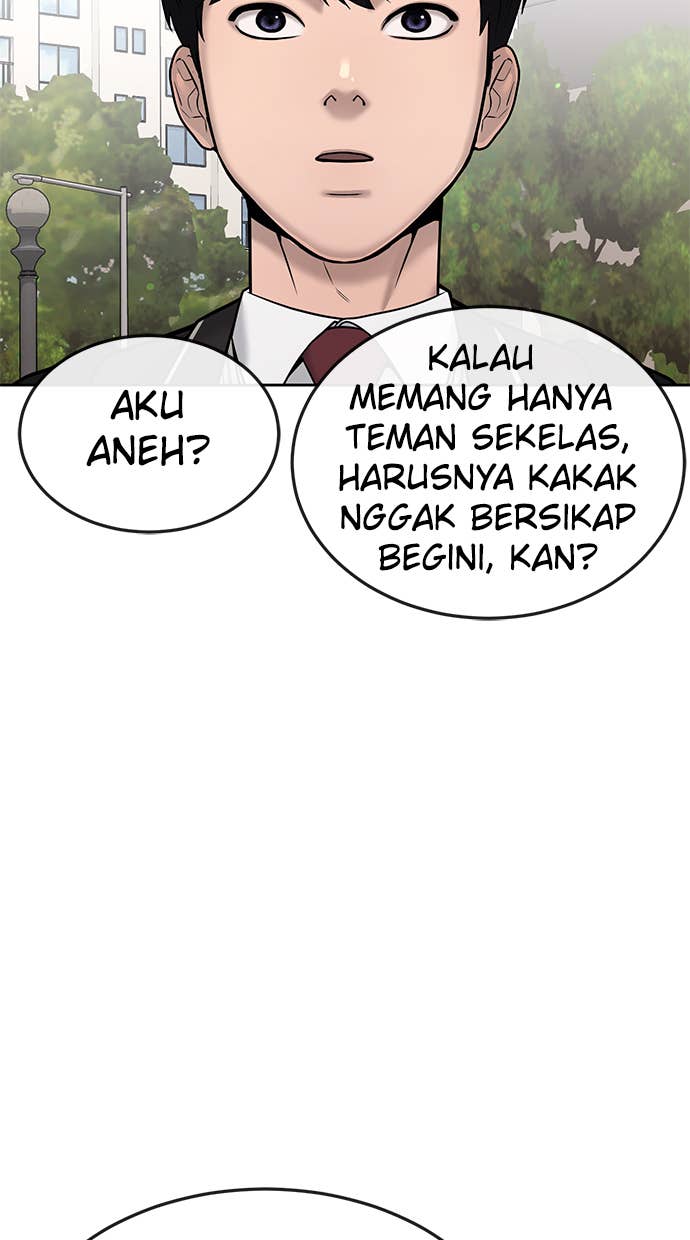 AKU
ANEH?
KALAU
MEMANG HANYA
TEMAN SEKELAS,
HARUSNYA KAKAK
NGGAK BERSIKAP
BEGINI, KAN?